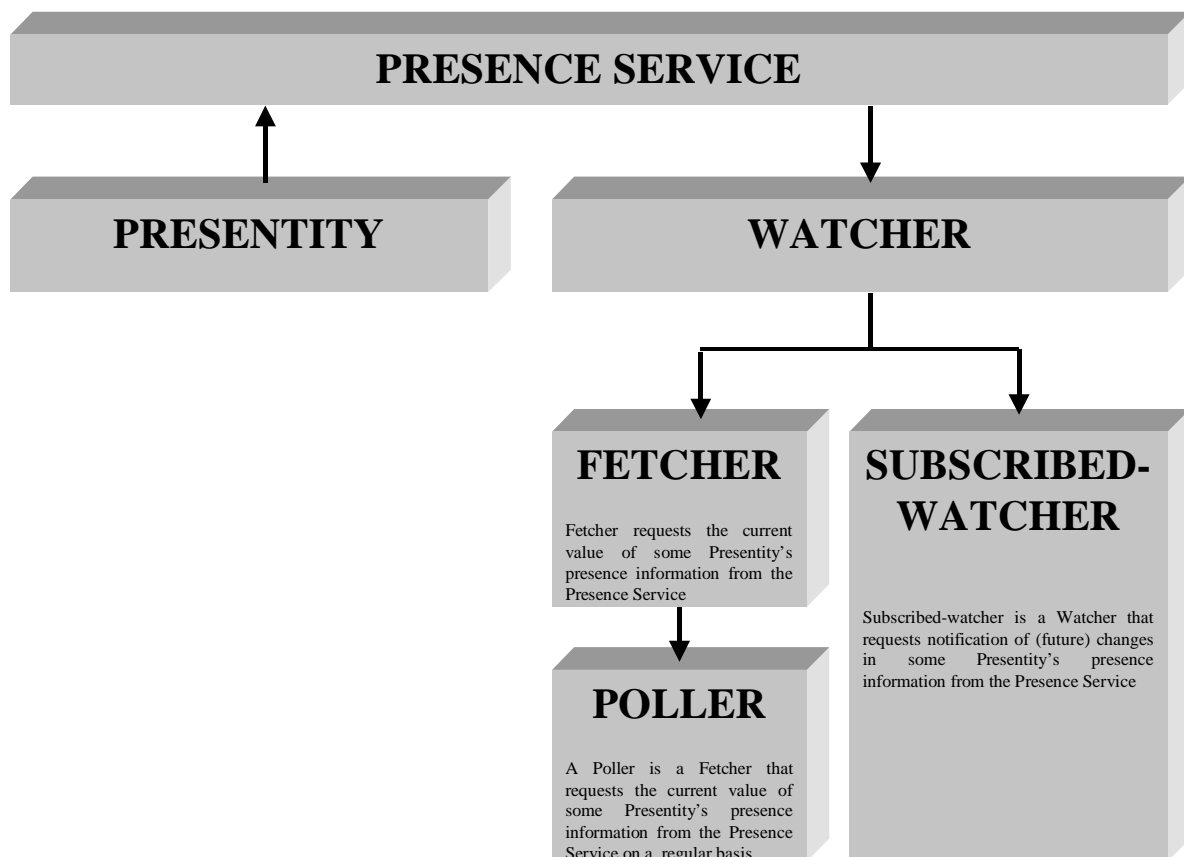 PRESENCE SERVICE
PRESENTITY
WATCHER
FETCHER
Fetcher requests the current
value of some Presentity's
presence information from the
Presence Service
SUBSCRIBED-
WATCHER
Subscribed-watcher is a Watcher that
requests notification of (future) changes
in some Presentity's presence
information from the Presence Service
POLLER
A Poller is a Fetcher that
requests the current value of
some Presentity's presence
information from the Presence
Service on a regular basis